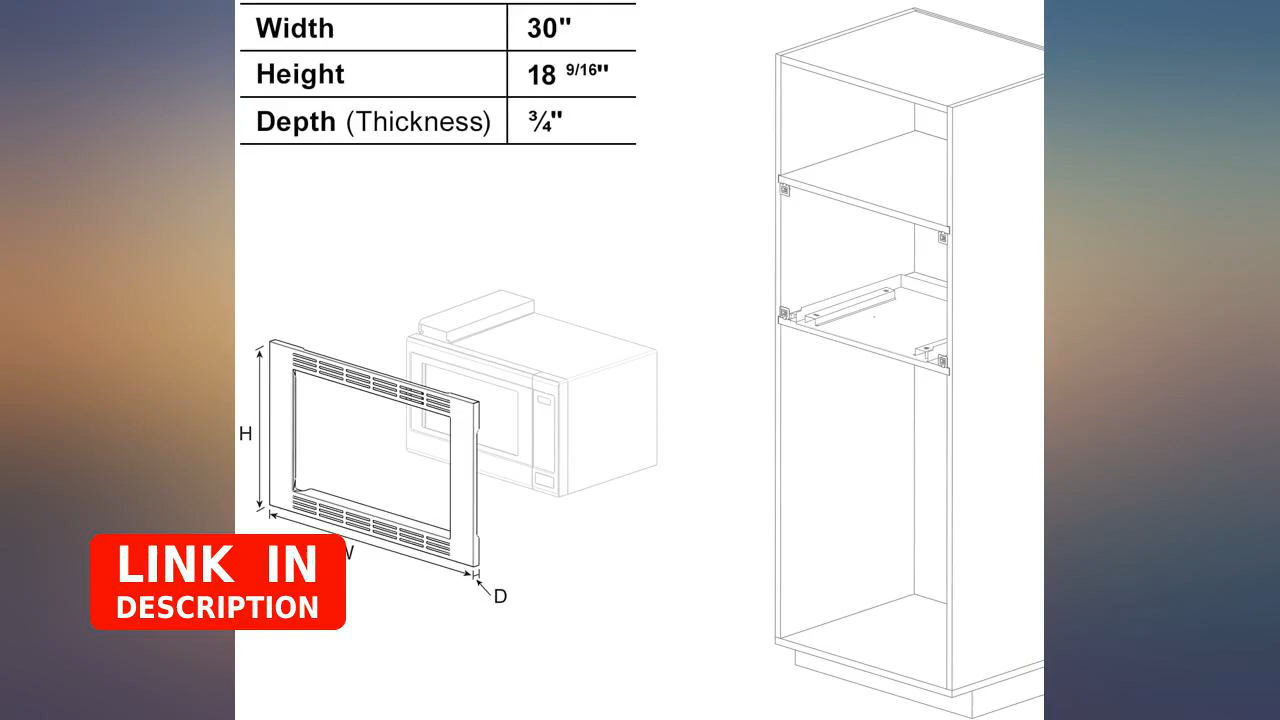 Width 30"
Height 18 9/16"
Depth (Thickness) ¾"
H
W
D
LINK IN
DESCRIPTION